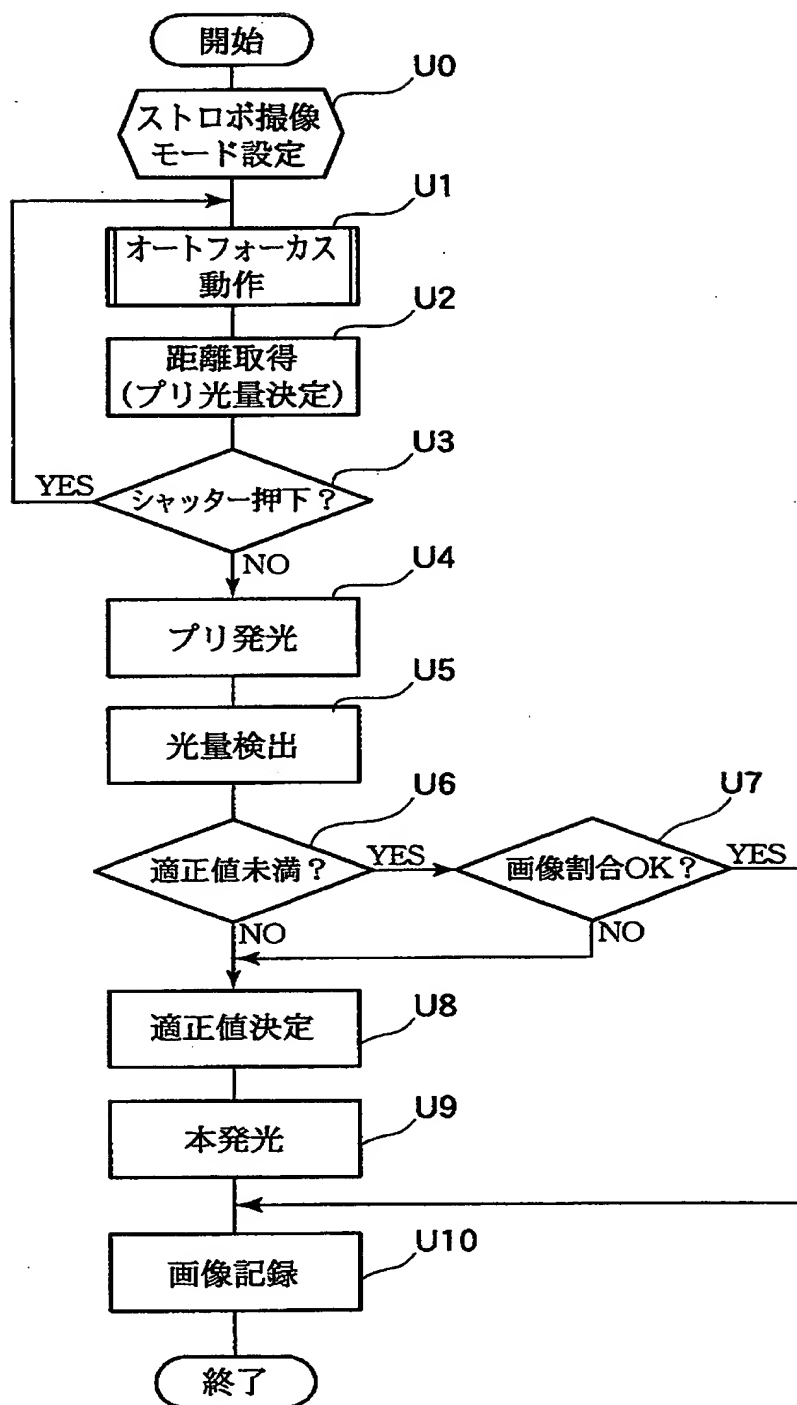 開始
U0
ストロボ撮像
モード設定
U1
オートフォーカス
動作
U2
距離取得
(プリ光量決定)
U3
シャッター押下?
YES
NO
U4
プリ発光
U5
光量検出
U6
適正値未満?
YES
NO
U7
画像割合OK?
YES
NO
U8
適正値決定
U9
本発光
U10
画像記録
終了